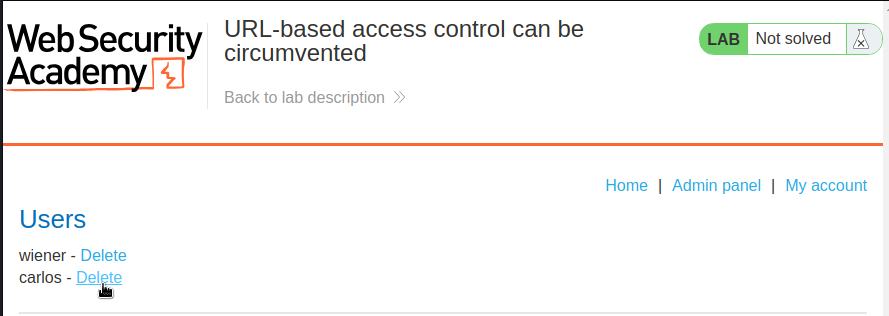 Web Security
Academy
URL-based access control can be
circumvented
Back to lab description
LAB Not solved
Home | Admin panel | My account
Users
wiener - Delete
carlos - Delete